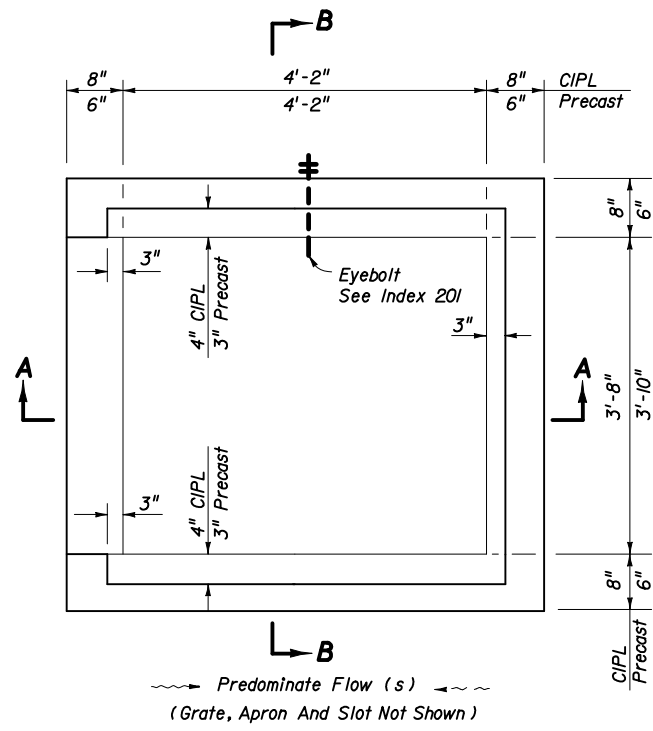 B
8" 4'-2" 8" CIPL
6" 4'-2" 6" Precast
8" 6"
3"
Eyebolt
See Index 201
4" CIPL
3" Precast
3"
A
A
3'-8" 3'-10"
4" CIPL
3" Precast
3"
8" 6"
CIPL
Precast
B
Predominate Flow (s)
(Grate, Apron And Slot Not Shown)